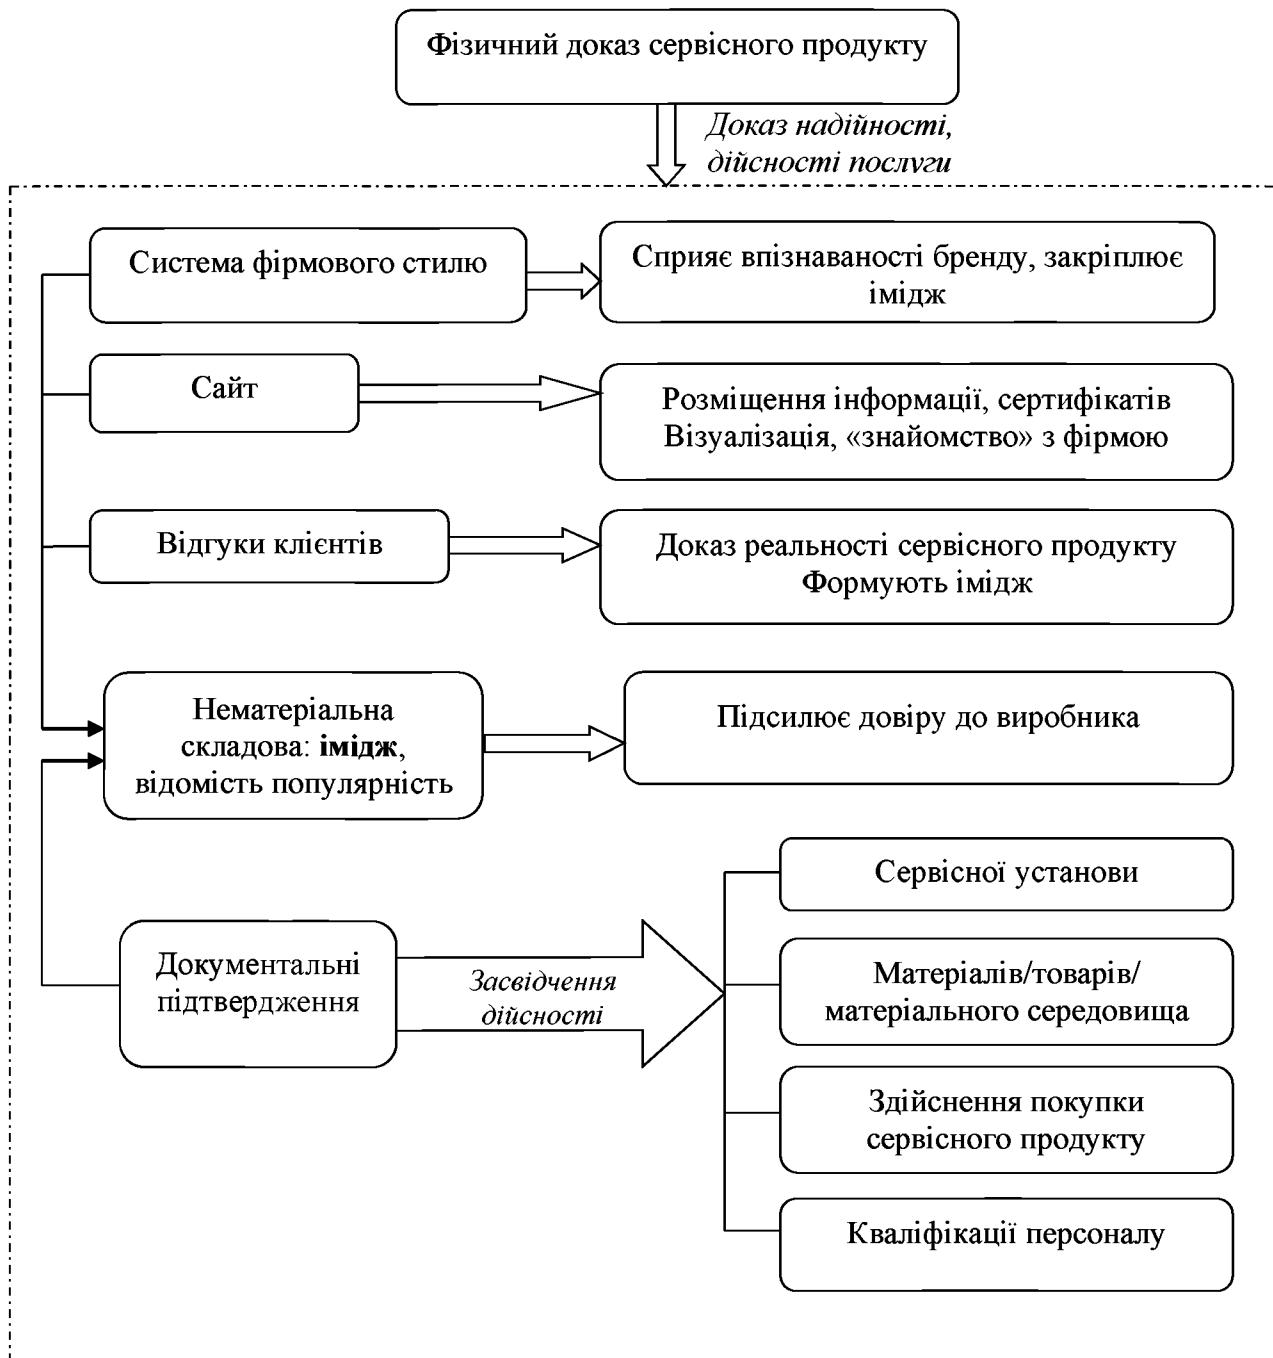 Фізичний доказ сервісного продукту
Доказ надійності,
дійсності послуги
Система фірмового стилю
Сприяє впізнаваності бренду, закріплює
імідж
Сайт
Розміщення інформації, сертифікатів
Візуалізація, «знайомство» з фірмою
Відгуки клієнтів
Доказ реальності сервісного продукту
Формують імідж
Нематеріальна
складова: імідж,
відомість популярність
Підсилює довіру до виробника
Документальні
підтвердження
Засвідчення
дійсності
Сервісної установи
Матеріалів/товарів/
матеріального середовища
Здійснення покупки
сервісного продукту
Кваліфікації персоналу